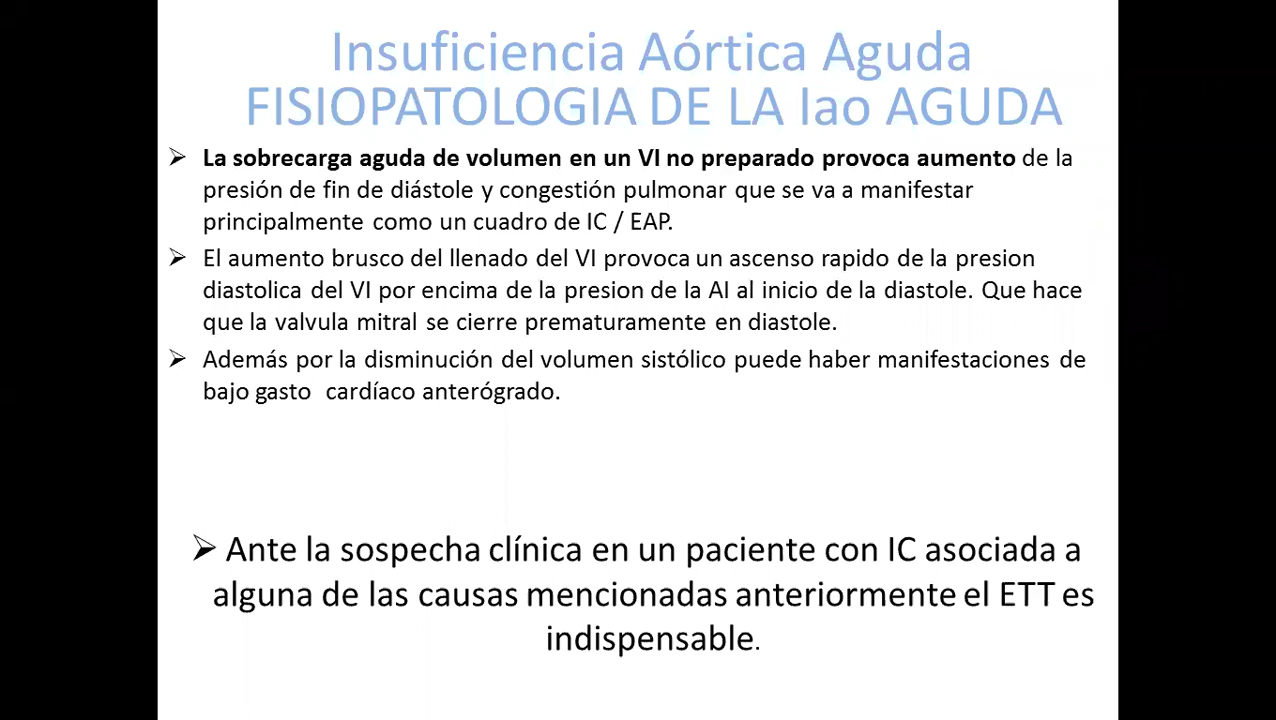 Insuficiencia Aórtica Aguda
FISIOPATOLOGIA DE LA Iao AGUDA
➢ La sobrecarga aguda de volumen en un VI no preparado provoca aumento de la
presión de fin de diástole y congestión pulmonar que se va a manifestar
principalmente como un cuadro de IC / EAP.
➢ El aumento brusco del llenado del VI provoca un ascenso rapido de la presion
diastolica del VI por encima de la presion de la AI al inicio de la diastole. Que hace
que la valvula mitral se cierre prematuramente en diastole.
➢ Además por la disminución del volumen sistólico puede haber manifestaciones de
bajo gasto cardíaco anterógrado.
➢ Ante la sospecha clínica en un paciente con IC asociada a
alguna de las causas mencionadas anteriormente el ETT es
indispensable.